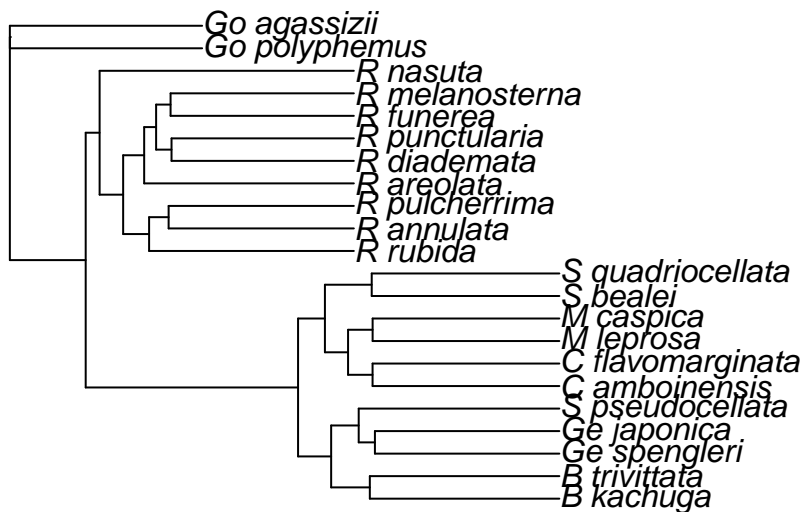 Go agassizii
Go polyphemus
R nasuta
R melanosterna
R funerea
R punctularia
R diademata
R areolata
R pulcherrima
R annulata
R rubida
S quadriocellata
S bealei
M caspica
M leprosa
C flavomarginata
C amboinensis
S pseudocellata
Ge japonica
Ge spengleri
B trivittata
B kachuga